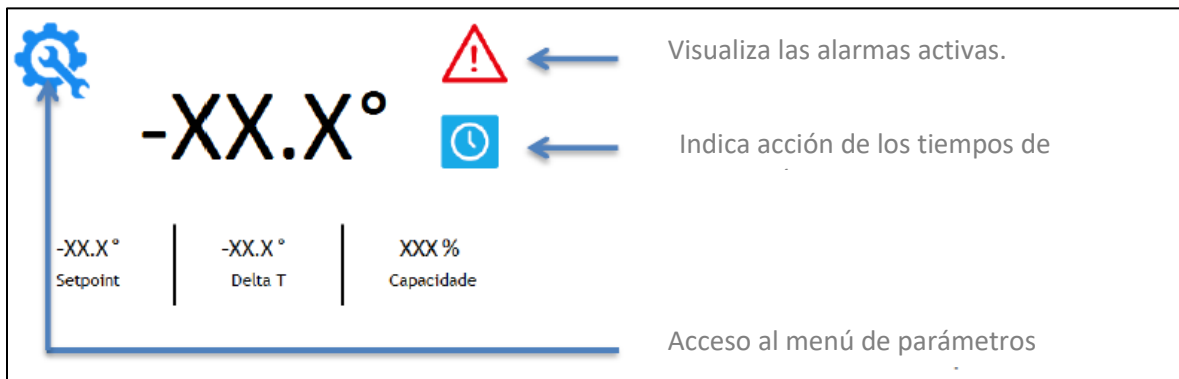 Visualiza las alarmas activas.
-XX.X°
Indica acción de los tiempos de
-XX.X° -XX.X° XXX%
Setpoint Delta T Capacidade
Acceso al menú de parámetros